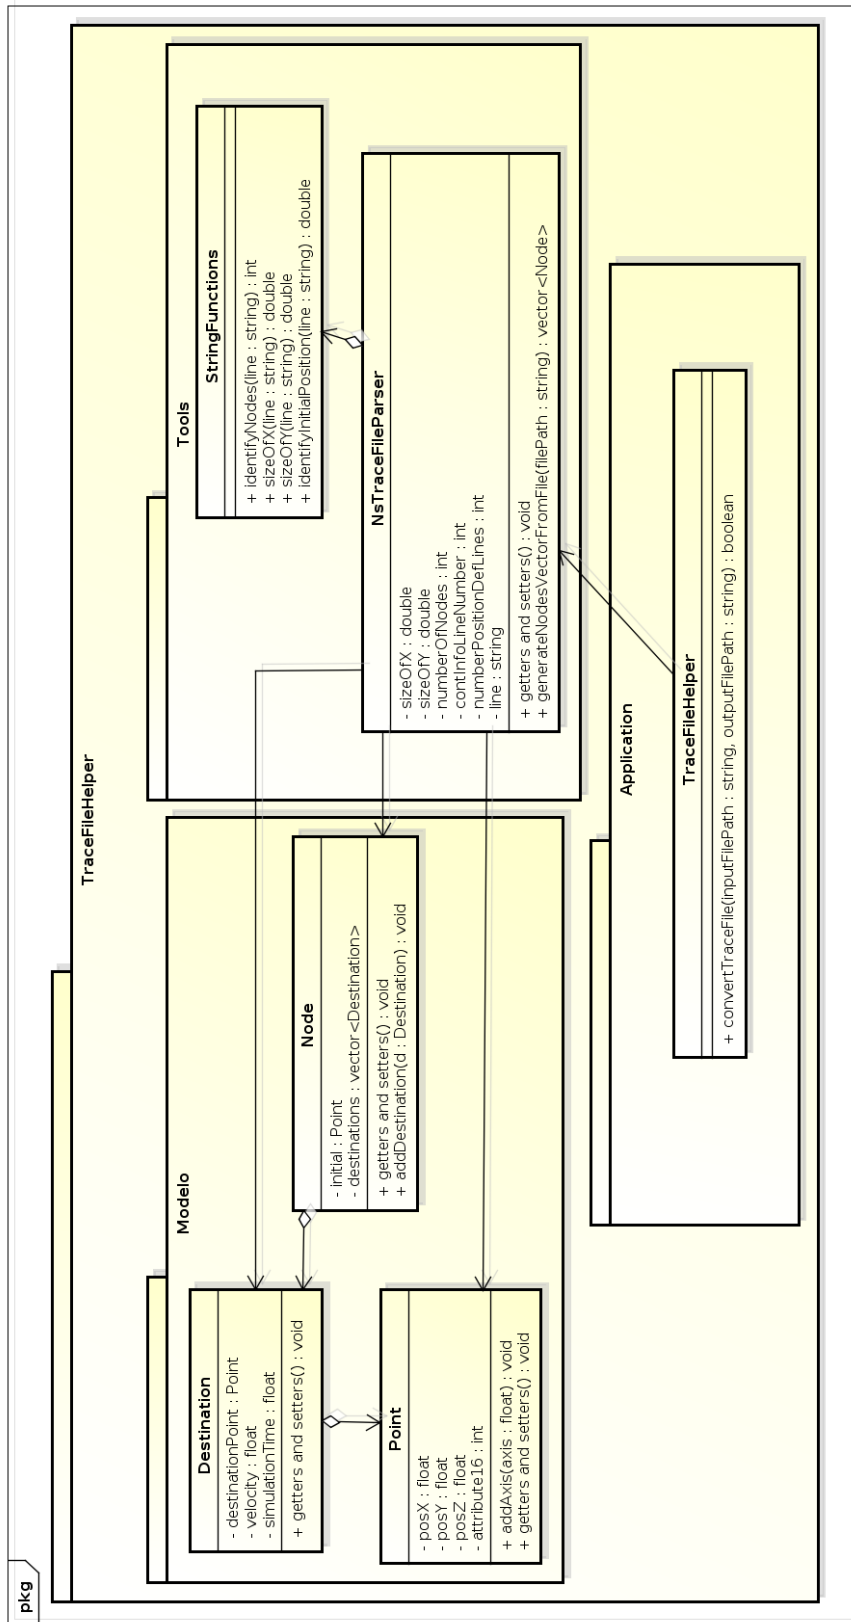 pkg
TraceFileHelper
Modelo
Destination
- destinationPoint : Point
- velocity : float
- simulationTime : float
+ getters and setters() : void
Point
- posX : float
- posY : float
- posZ : float
- attribute16 : int
+ addAxis(axis : float) : void
+ getters and setters() : void
Node
- initial : Point
- destinations : vector<Destination>
+ getters and setters() : void
+ addDestination(d : Destination) : void
Tools
StringFunctions
+ identifyNodes(line : string) : int
+ sizeOfX(line : string) : double
+ sizeOfY(line : string) : double
+ identifyInitialPosition(line : string) : double
NsTraceFileParser
- sizeOfX : double
- sizeOfY : double
- numberOfNodes : int
- contInfoLineNumber : int
- numberPositionDefLines : int
- line : string
+ getters and setters() : void
+ generateNodesVectorFromFile(filePath : string) : vector<Node>
Application
TraceFileHelper
+ convertTraceFile(inputFilePath : string, outputFilePath : string) : boolean